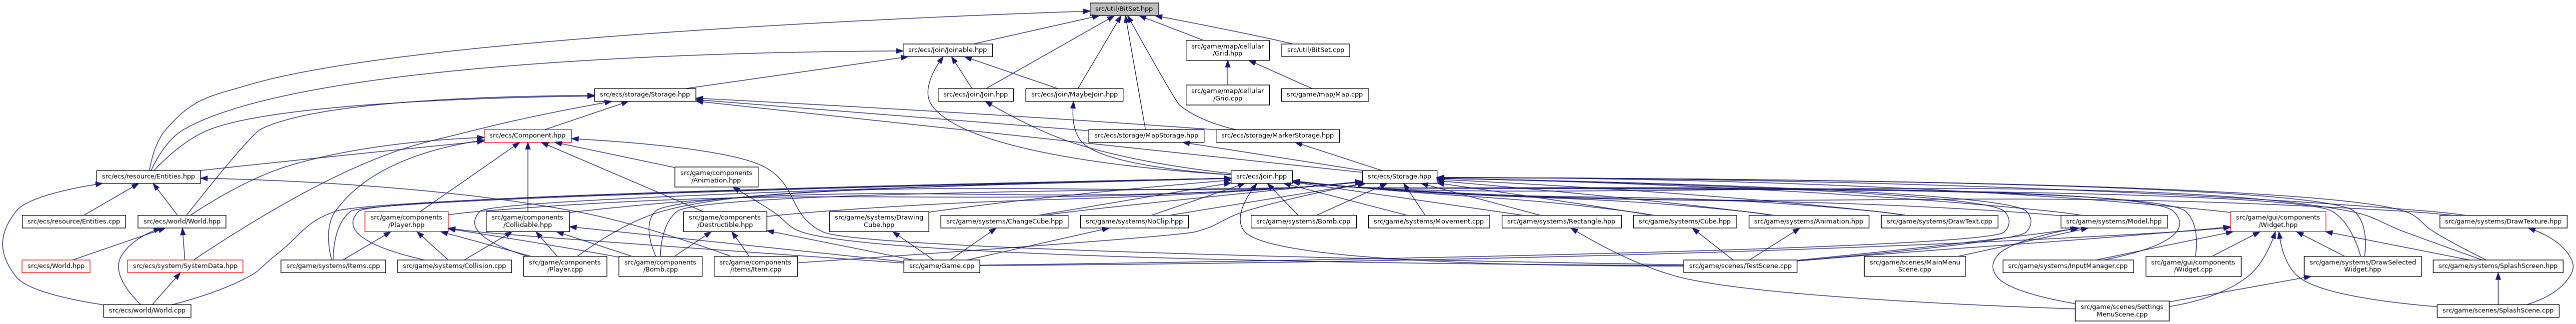 src/util/BitSet.hpp
src/ecs/join/Joinable.hpp
src/game/map/cellular
/Grid.hpp
src/util/BitSet.cpp
src/ecs/storage/Storage.hpp
src/ecs/join/Join.hpp
src/ecs/join/MaybeJoin.hpp
src/game/map/cellular
/Grid.cpp
src/game/map/Map.cpp
src/ecs/Component.hpp
src/ecs/storage/MapStorage.hpp
src/ecs/storage/MarkerStorage.hpp
src/ecs/resource/Entities.hpp
src/game/components
/Animation.hpp
src/ecs/join.hpp
src/ecs/Storage.hpp
src/ecs/resource/Entities.cpp
src/ecs/world/World.hpp
src/game/components
/Player.hpp
src/game/components
/Collidable.hpp
src/game/components
/Destructible.hpp
src/game/systems/Drawing
Cube.hpp
src/game/systems/ChangeCube.hpp
src/game/systems/NoClip.hpp
src/game/systems/Bomb.cpp
src/game/systems/Movement.cpp
src/game/systems/Rectangle.hpp
src/game/systems/Cube.hpp
src/game/systems/Animation.hpp
src/game/systems/DrawText.cpp
src/game/systems/Model.hpp
src/game/gui/components
/Widget.hpp
src/game/systems/DrawTexture.hpp
src/ecs/World.hpp
src/ecs/system/SystemData.hpp
src/game/systems/Items.cpp
src/game/systems/Collision.cpp
src/game/components
/Player.cpp
src/game/components
/Bomb.cpp
src/game/components
/items/Item.cpp
src/game/Game.cpp
src/game/scenes/TestScene.cpp
src/game/scenes/MainMenu
Scene.cpp
src/game/systems/InputManager.cpp
src/game/gui/components
/Widget.cpp
src/game/systems/DrawSelected
Widget.hpp
src/game/systems/SplashScreen.hpp
src/ecs/world/World.cpp
src/game/scenes/Settings
MenuScene.cpp
src/game/scenes/SplashScene.cpp